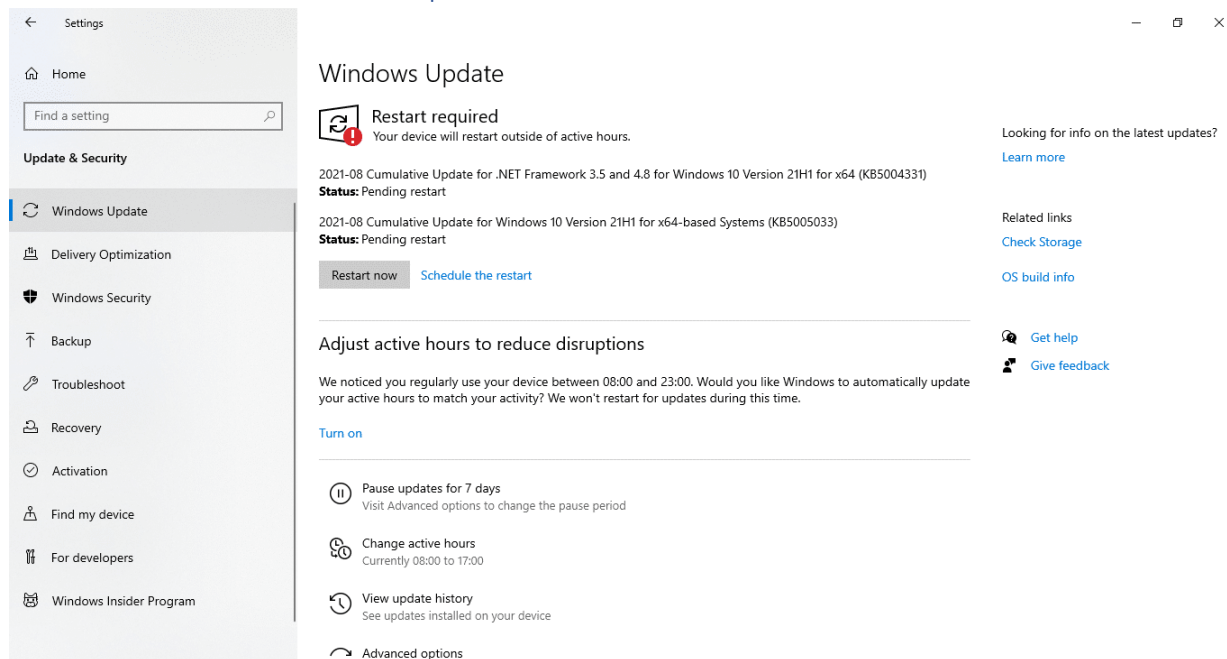 Settings
Home
Find a setting
Update & Security
Windows Update
Delivery Optimization
Windows Security
Backup
Troubleshoot
Recovery
Activation
Find my device
For developers
Windows Insider Program
Windows Update
Restart required
Your device will restart outside of active hours.
2021-08 Cumulative Update for .NET Framework 3.5 and 4.8 for Windows 10 Version 21H1 for x64 (KB5004331)
Status: Pending restart
2021-08 Cumulative Update for Windows 10 Version 21H1 for x64-based Systems (KB5005033)
Status: Pending restart
Restart now Schedule the restart
Adjust active hours to reduce disruptions
We noticed you regularly use your device between 08:00 and 23:00. Would you like Windows to automatically update
your active hours to match your activity? We won't restart for updates during this time.
Turn on
Pause updates for 7 days
Visit Advanced options to change the pause period
Change active hours
Currently 08:00 to 17:00
View update history
See updates installed on your device
Advanced options
Looking for info on the latest updates?
Learn more
Related links
Check Storage
OS build info
Get help
Give feedback